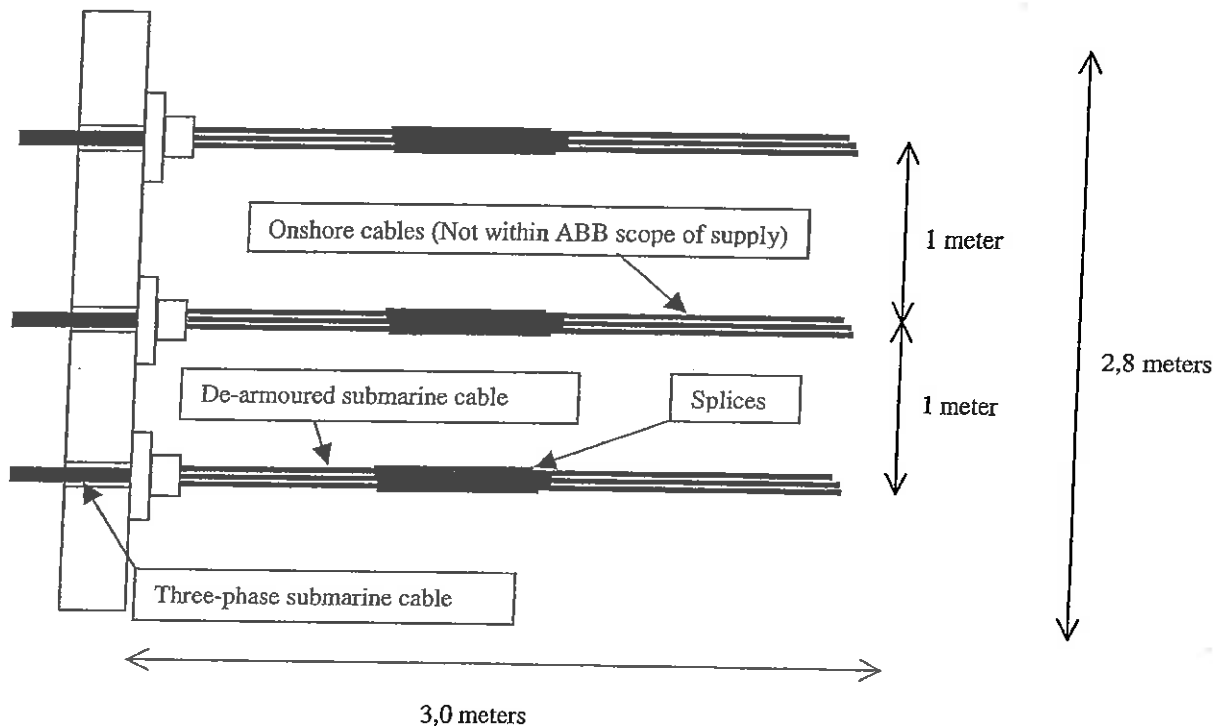 Onshore cables (Not within ABB scope of supply)
1 meter
2,8 meters
De-armoured submarine cable
Splices
1 meter
Three-phase submarine cable
3,0 meters